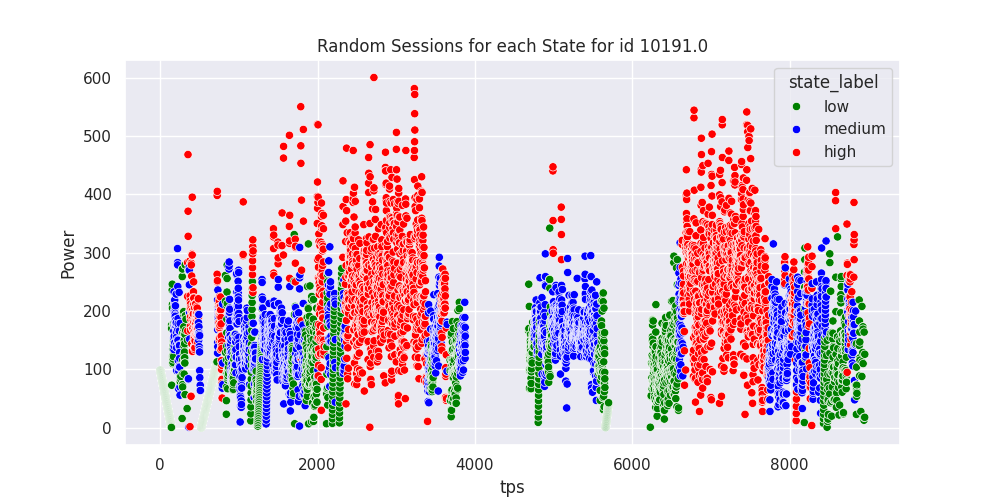 Random Sessions for each State for id 10191.0
state_label
low
medium
high
Power
600
500
400
300
200
100
0
0 2000 4000 6000 8000
tps